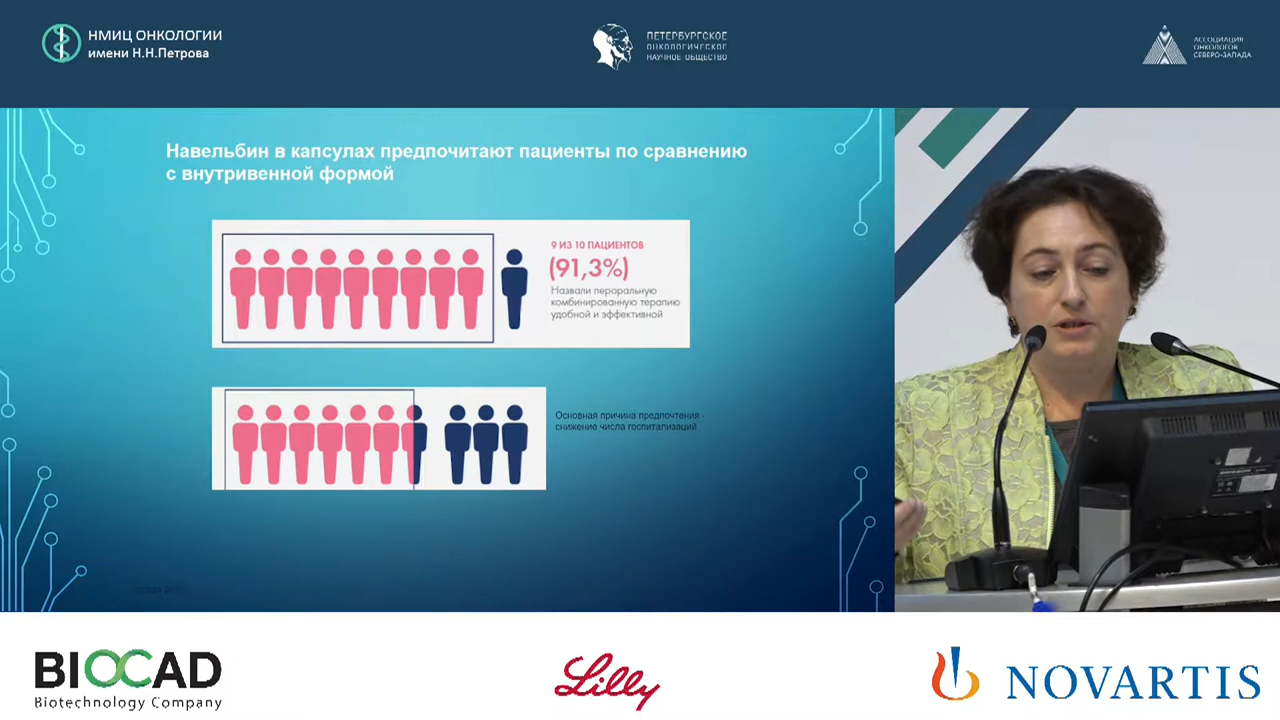 НМИЦ ОНКОЛОГИИ
имени Н.Н.Петрова
ПЕТЕРБУРГСКОЕ
ОНКОЛОГИЧЕСКОЕ
НАУЧНОЕ ОБЩЕСТВО
АССОЦИАЦИЯ
ОНКОЛОГОВ
СЕВЕРО-ЗАПАДА
Навельбин в капсулах предпочитают пациенты по сравнению
с внутривенной формой
9 ИЗ 10 ПАЦИЕНТОВ
(91,3%)
Назвали пероральную
комбинированную терапию
удобной и эффективной
Основная причина предпочтения -
снижение числа госпитализаций
BIOCAD
Biotechnology Company
Lilly
NOVARTIS